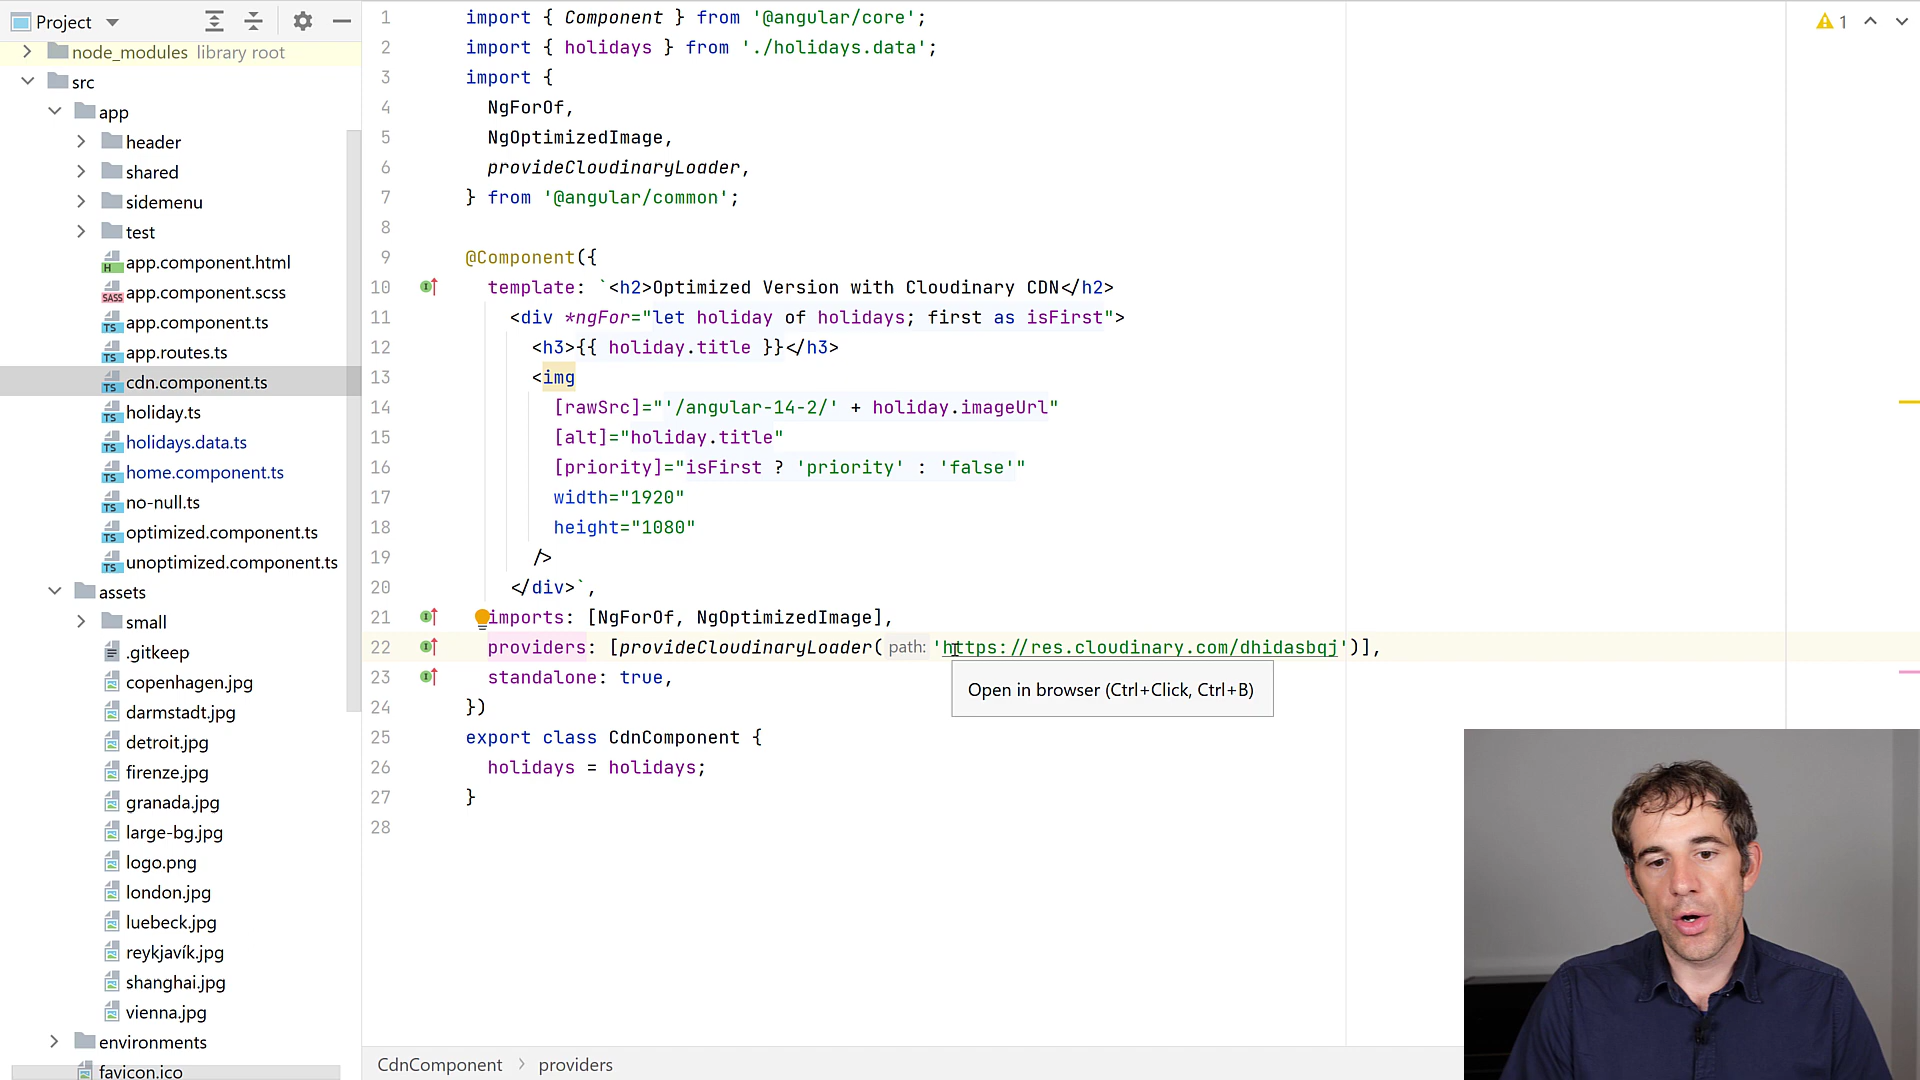 Project
node_modules library root
src
app
header
shared
sidemenu
test
app.component.html
app.component.scss
app.component.ts
app.routes.ts
cdn.component.ts
holiday.ts
holidays.data.ts
home.component.ts
no-null.ts
optimized.component.ts
unoptimized.component.ts
assets
small
.gitkeep
copenhagen.jpg
darmstadt.jpg
detroit.jpg
firenze.jpg
granada.jpg
large-bg.jpg
logo.png
london.jpg
luebeck.jpg
reykjavík.jpg
shanghai.jpg
vienna.jpg
environments
favicon.ico
1 import { Component } from '@angular/core';
2 import { holidays } from './holidays.data';
3 import {
4 NgForOf,
5 NgOptimizedImage,
6 provideCloudinaryLoader,
7 } from '@angular/common';
8
9 @Component({
10 template: `<h2>Optimized Version with Cloudinary CDN</h2>
11 <div *ngFor="let holiday of holidays; first as isFirst">
12 <h3>{{ holiday.title }}</h3>
13 <img
14 [rawSrc]="'/angular-14-2/' + holiday.imageUrl"
15 [alt]="holiday.title"
16 [priority]="isFirst ? 'priority' : 'false'"
17 width="1920"
18 height="1080"
19 />
20 </div>`,
21 imports: [NgForOf, NgOptimizedImage],
22 providers: [provideCloudinaryLoader( path: 'https://res.cloudinary.com/dhidasbqj')],
23 standalone: true,
24 })
25 export class CdnComponent {
26 holidays = holidays;
27 }
28
Open in browser (Ctrl+Click, Ctrl+B)
1
CdnComponent > providers